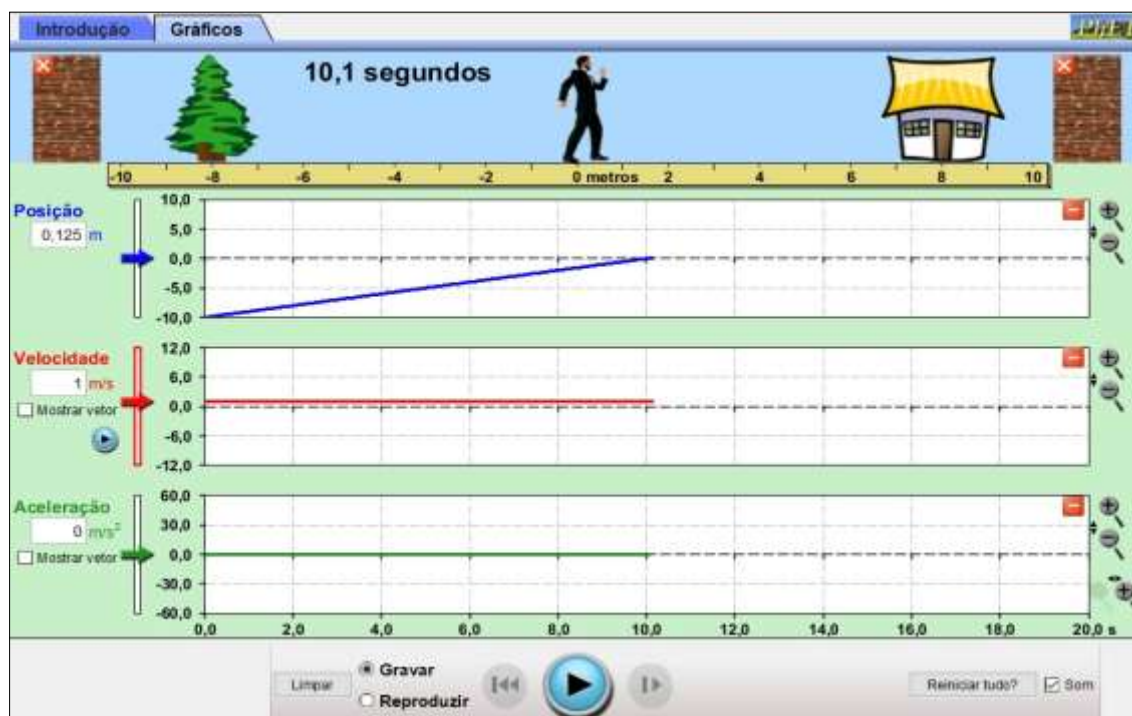 Introdução Gráficos
10,1 segundos
-10 -8 -6 -4 -2 0 metros 2 4 6 8 10
Posição
0,125 m
10,0
5,0
0,0
-5,0
-10,0
Velocidade
1 m/s
Mostrar vetor
12,0
6,0
0,0
-6,0
-12,0
Aceleração
0 m/s²
Mostrar vetor
60,0
30,0
0,0
-30,0
-60,0
0,0 2,0 4,0 6,0 8,0 10,0 12,0 14,0 16,0 18,0 20,0 s
Limpar
Gravar
Reproduzir
Reiniciar tudo?
Som